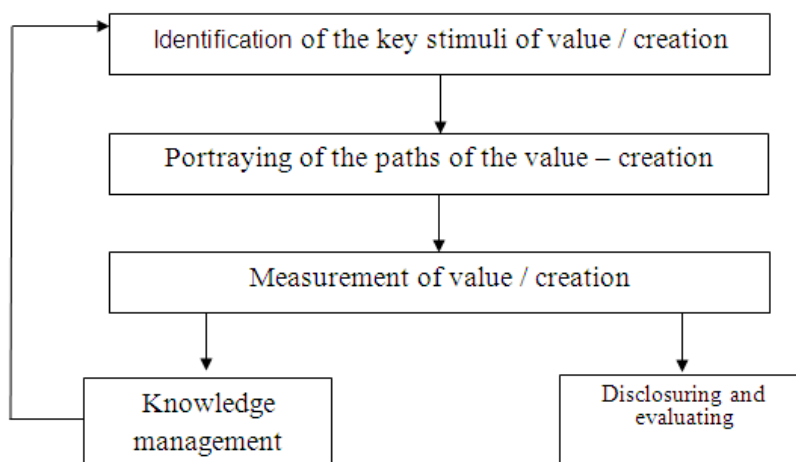 Identification of the key stimuli of value / creation
Portraying of the paths of the value – creation
Measurement of value / creation
Knowledge
management
Disclosuring and
evaluating